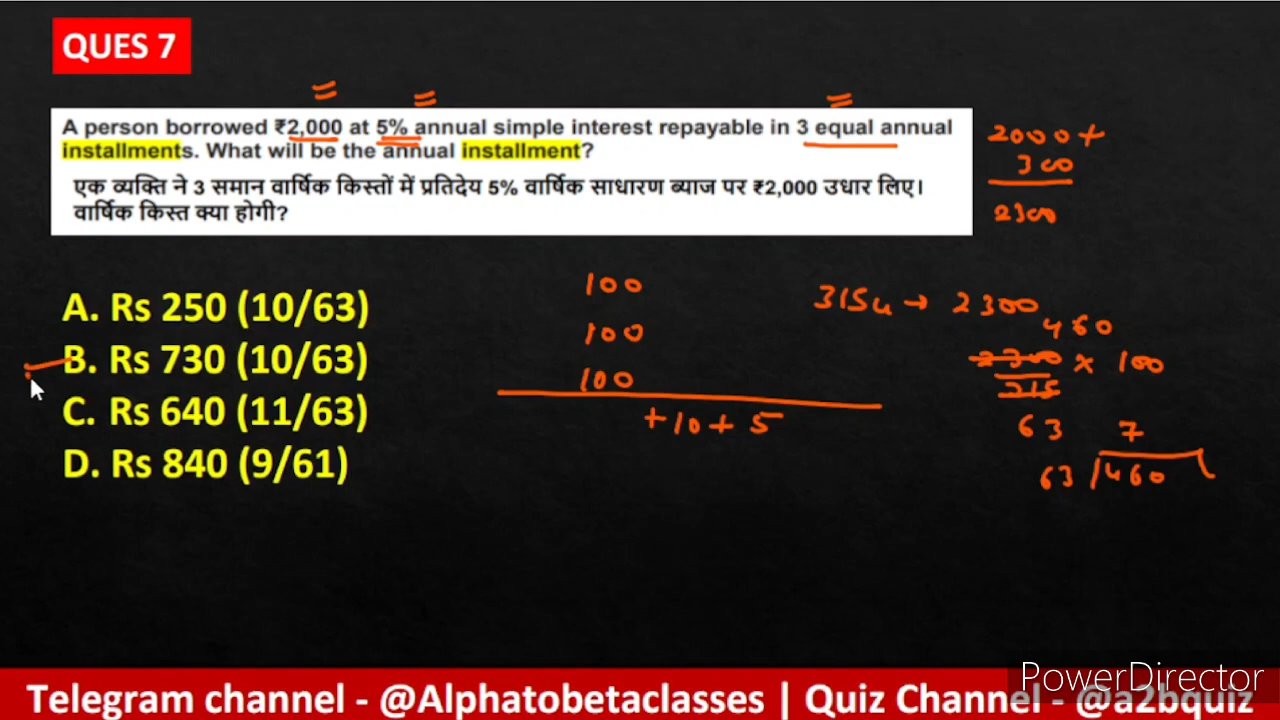 QUES 7
A person borrowed ₹2,000 at 5% annual simple interest repayable in 3 equal annual
installments. What will be the annual installment?
एक व्यक्ति ने 3 समान वार्षिक किस्तों में प्रतिदेय 5% वार्षिक साधारण ब्याज पर ₹2,000 उधार लिए।
वार्षिक किस्त क्या होगी?
2000+
300
2300
A. Rs 250 (10/63)
B. Rs 730 (10/63)
C. Rs 640 (11/63)
D. Rs 840 (9/61)
100
100
100
+10+5
315u → 2300
460
2300 × 100
315
63
7
63 460
Telegram channel - @Alphatobetaclasses | Quiz Channel - @a2bquiz
PowerDirector